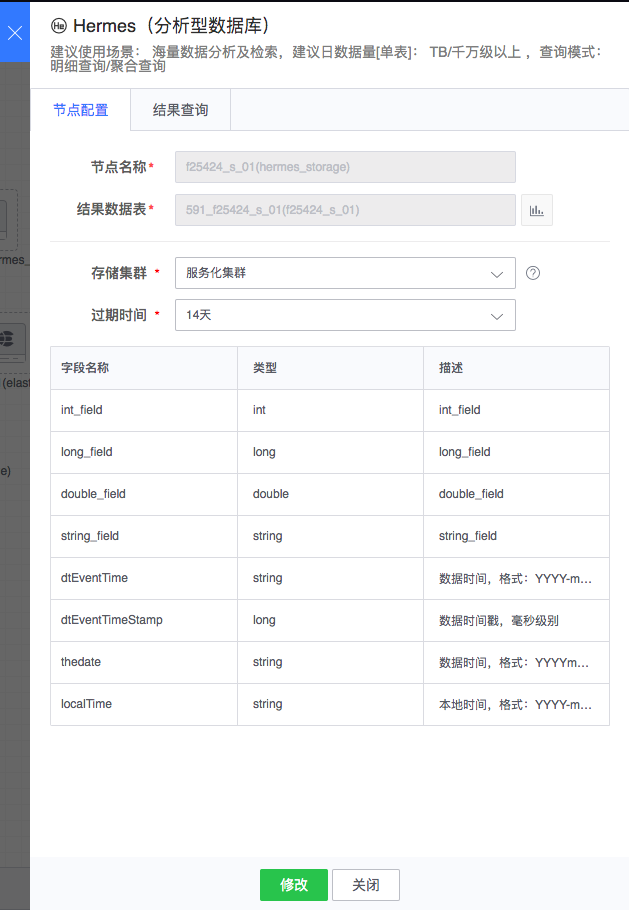 Hermes（分析型数据库）
建议使用场景： 海量数据分析及检索，建议日数据量[单表]： TB/千万级以上 ，查询模式：
明细查询/聚合查询
节点配置 结果查询
节点名称* f25424_s_01(hermes_storage)
结果数据表* 591_f25424_s_01(f25424_s_01)
存储集群 * 服务化集群
过期时间 * 14天
字段名称 类型 描述
int_field int int_field
long_field long long_field
double_field double double_field
string_field string string_field
dtEventTime string 数据时间，格式：YYYY-m...
dtEventTimeStamp long 数据时间戳，毫秒级别
thedate string 数据时间，格式：YYYYm...
localTime string 本地时间，格式：YYYY-m...
修改 关闭
rmes_
(elast
e)